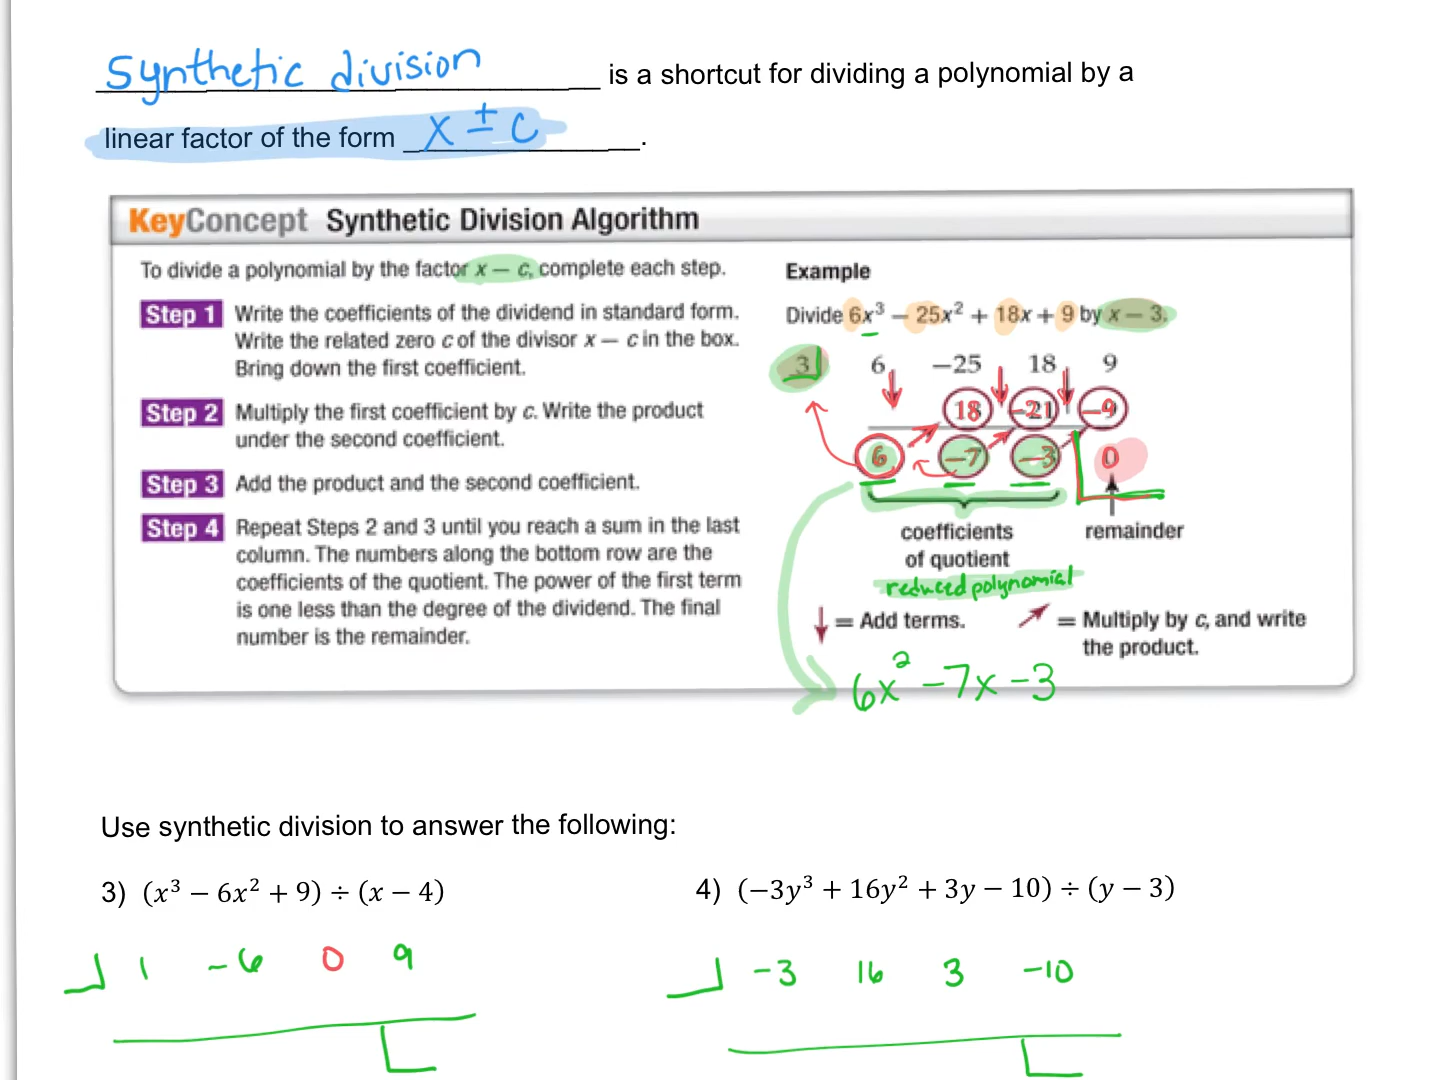 Synthetic division is a shortcut for dividing a polynomial by a
linear factor of the form x ± c.
KeyConcept Synthetic Division Algorithm
To divide a polynomial by the factor x – c, complete each step.
Step 1 Write the coefficients of the dividend in standard form.
Write the related zero c of the divisor x – c in the box.
Bring down the first coefficient.
Step 2 Multiply the first coefficient by c. Write the product
under the second coefficient.
Step 3 Add the product and the second coefficient.
Step 4 Repeat Steps 2 and 3 until you reach a sum in the last
column. The numbers along the bottom row are the
coefficients of the quotient. The power of the first term
is one less than the degree of the dividend. The final
number is the remainder.
Example
Divide 6x³ – 25x² + 18x + 9 by x – 3.
3 6 –25 18 9
18 –21 –9
6 –7 –3 0
coefficients remainder
of quotient
reduced polynomial
↓ = Add terms. ↗ = Multiply by c, and write
the product.
6x² –7x –3
Use synthetic division to answer the following:
3) (x³ − 6x² + 9) ÷ (x − 4)
1 –6 0 9
4) (−3y³ + 16y² + 3y − 10) ÷ (y − 3)
–3 16 3 –10